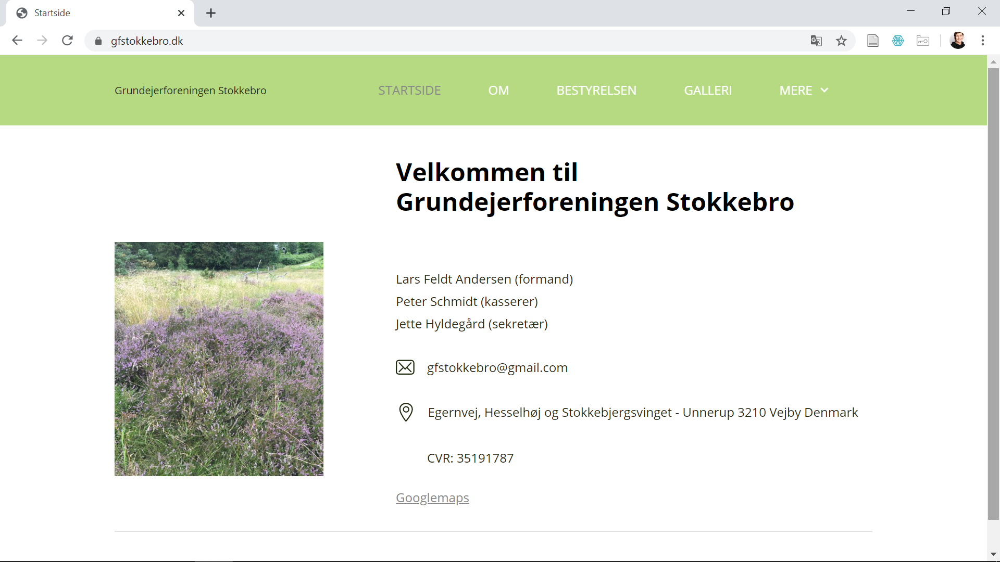 Startside
gfstokkebro.dk
Grundejerforeningen Stokkebro
STARTSIDE
OM
BESTYRELSEN
GALLERI
MERE
Velkommen til
Grundejerforeningen Stokkebro
Lars Feldt Andersen (formand)
Peter Schmidt (kasserer)
Jette Hyldegård (sekretær)
gfstokkebro@gmail.com
Egernvej, Hesselhøj og Stokkebjergsvinget - Unnerup 3210 Vejby Denmark
CVR: 35191787
Googlemaps